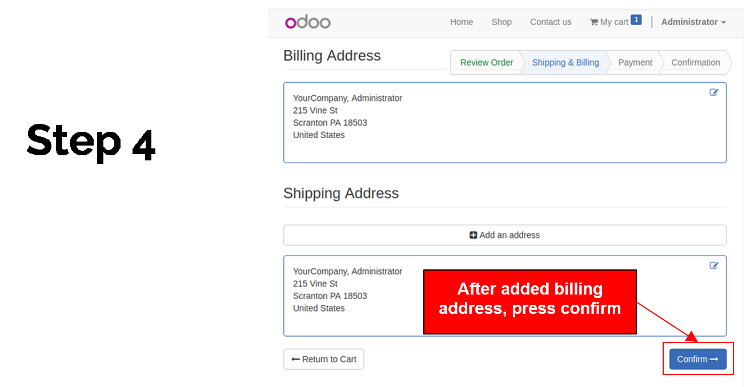 odoo
Home Shop Contact us My cart 1 Administrator
Billing Address
Review Order Shipping & Billing Payment Confirmation
YourCompany, Administrator
215 Vine St
Scranton PA 18503
United States
Step 4
Shipping Address
Add an address
YourCompany, Administrator
215 Vine St
Scranton PA 18503
United States
After added billing
address, press confirm
Return to Cart
Confirm